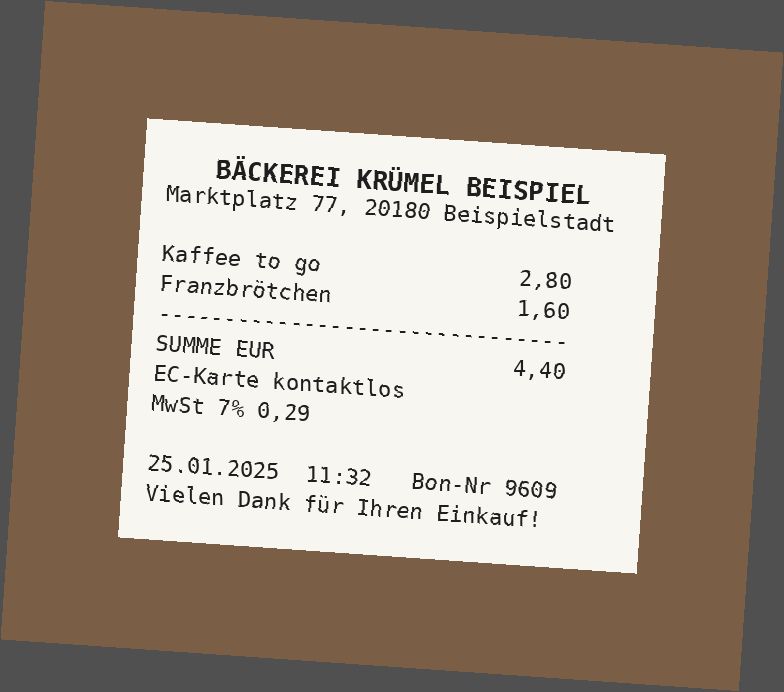 BÄCKEREI KRÜMEL BEISPIEL
Marktplatz 77, 20180 Beispielstadt
Kaffee to go 2,80
Franzbrötchen 1,60
-------------------------------
SUMME EUR 4,40
EC-Karte kontaktlos
MwSt 7% 0,29
25.01.2025 11:32 Bon-Nr 9609
Vielen Dank für Ihren Einkauf!